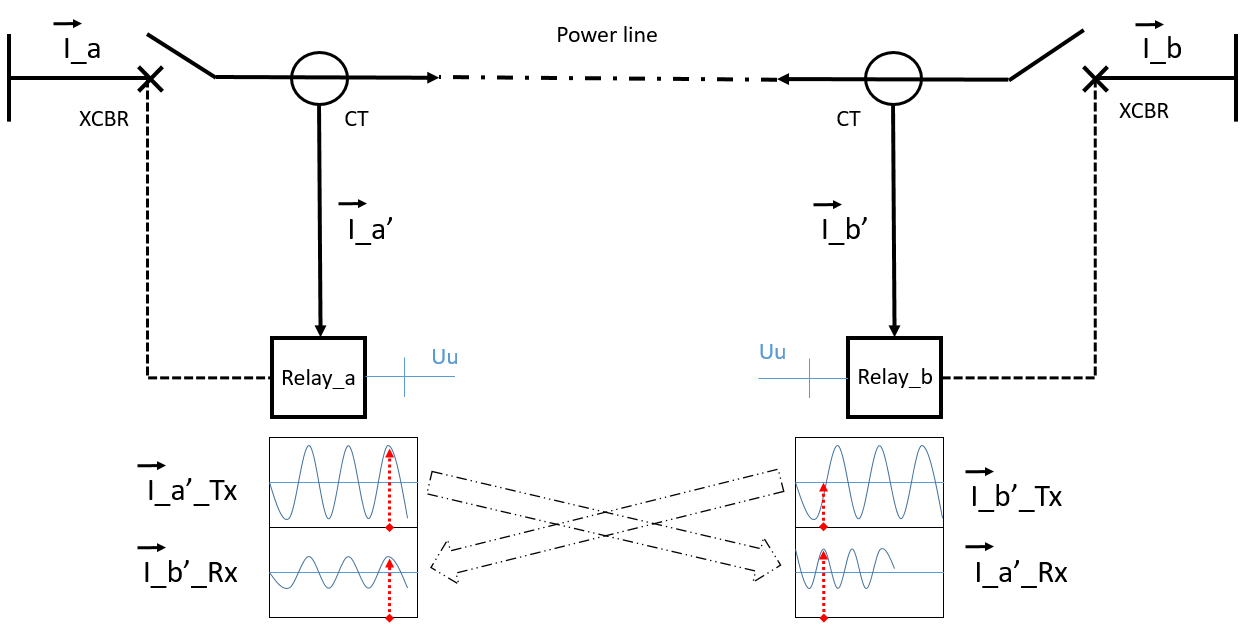 Power line
I_a
I_b
XCBR
CT
CT
XCBR
I_a’
I_b’
Uu
Uu
Relay_a
Relay_b
I_a’_Tx
I_b’_Tx
I_b’_Rx
I_a’_Rx